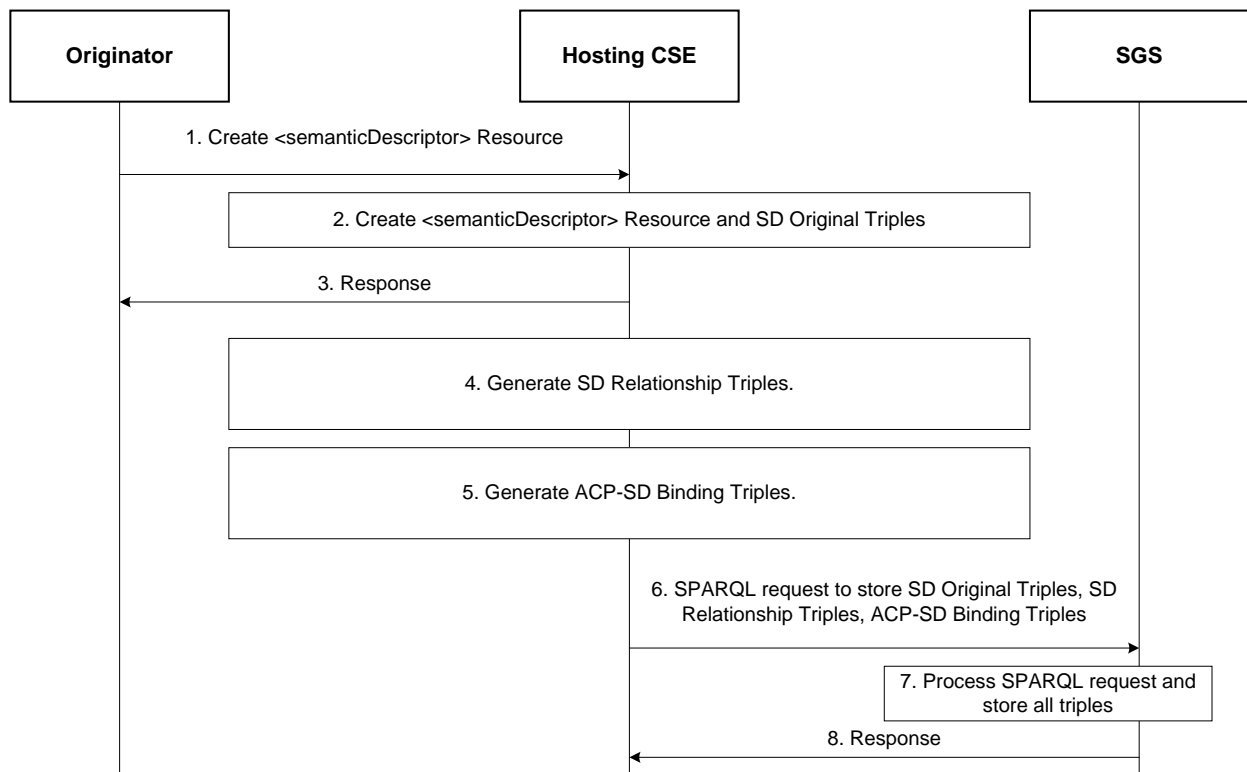 Originator
Hosting CSE
SGS
1. Create <semanticDescriptor> Resource
2. Create <semanticDescriptor> Resource and SD Original Triples
3. Response
4. Generate SD Relationship Triples.
5. Generate ACP-SD Binding Triples.
6. SPARQL request to store SD Original Triples, SD
Relationship Triples, ACP-SD Binding Triples
7. Process SPARQL request and
store all triples
8. Response